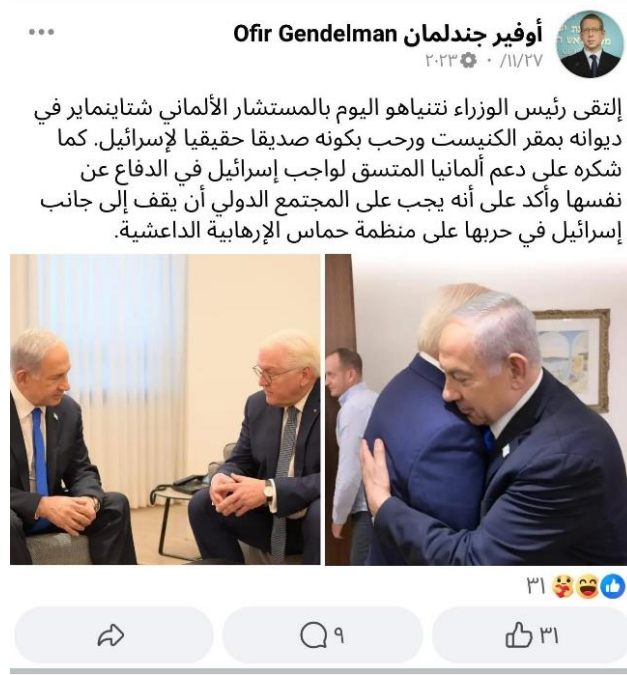 أوفير جندلمان Ofir Gendelman
٢٠٢٣/١١/٢٧ ·
إلتقى رئيس الوزراء نتنياهو اليوم بالمستشار الألماني شتاينماير في
ديوانه بمقر الكنيست ورحب بكونه صديقا حقيقيا لإسرائيل. كما
شكره على دعم ألمانيا المتسق لواجب إسرائيل في الدفاع عن
نفسها وأكد على أنه يجب على المجتمع الدولي أن يقف إلى جانب
إسرائيل في حربها على منظمة حماس الإرهابية الداعشية.
٣١
٣١
٩